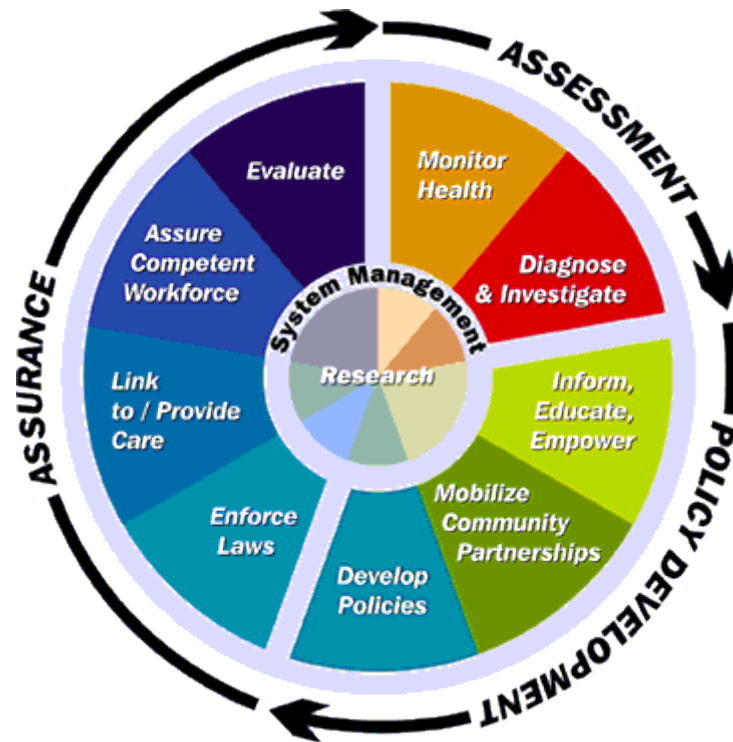 ASSESSMENT
Monitor
Health
Diagnose
& Investigate
Inform,
Educate,
Empower
POLICY DEVELOPMENT
Mobilize
Community
Partnerships
Develop
Policies
Enforce
Laws
ASSURANCE
Link
to / Provide
Care
Assure
Competent
Workforce
Evaluate
System Management
Research